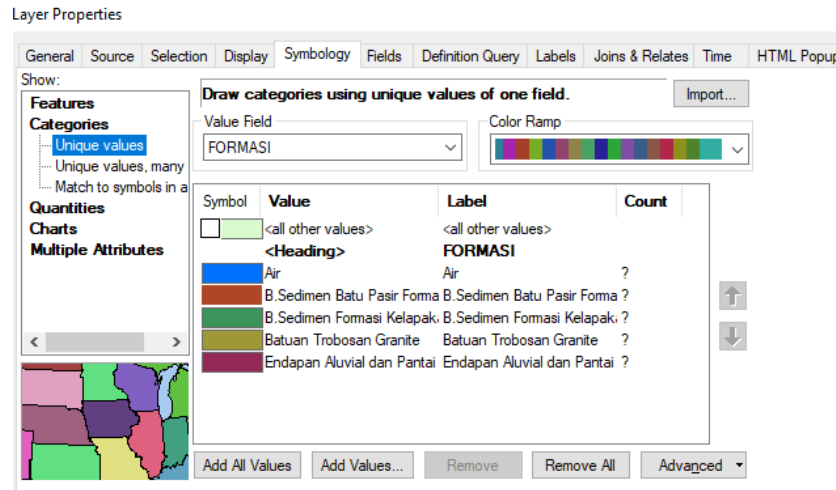 Layer Properties
General Source Selection Display Symbology Fields Definition Query Labels Joins & Relates Time HTML Popup
Show:
Features
Categories
Unique values
Unique values, many
Match to symbols in a
Quantities
Charts
Multiple Attributes
Draw categories using unique values of one field.
Import...
Value Field
FORMASI
Color Ramp
Symbol Value Label Count
<all other values> <all other values>
<Heading> FORMASI
Air Air ?
B.Sedimen Batu Pasir Forma B.Sedimen Batu Pasir Forma ?
B.Sedimen Formasi Kelapaka B.Sedimen Formasi Kelapaka ?
Batuan Trobosan Granite Batuan Trobosan Granite ?
Endapan Aluvial dan Pantai Endapan Aluvial dan Pantai ?
Add All Values Add Values... Remove Remove All Advanced